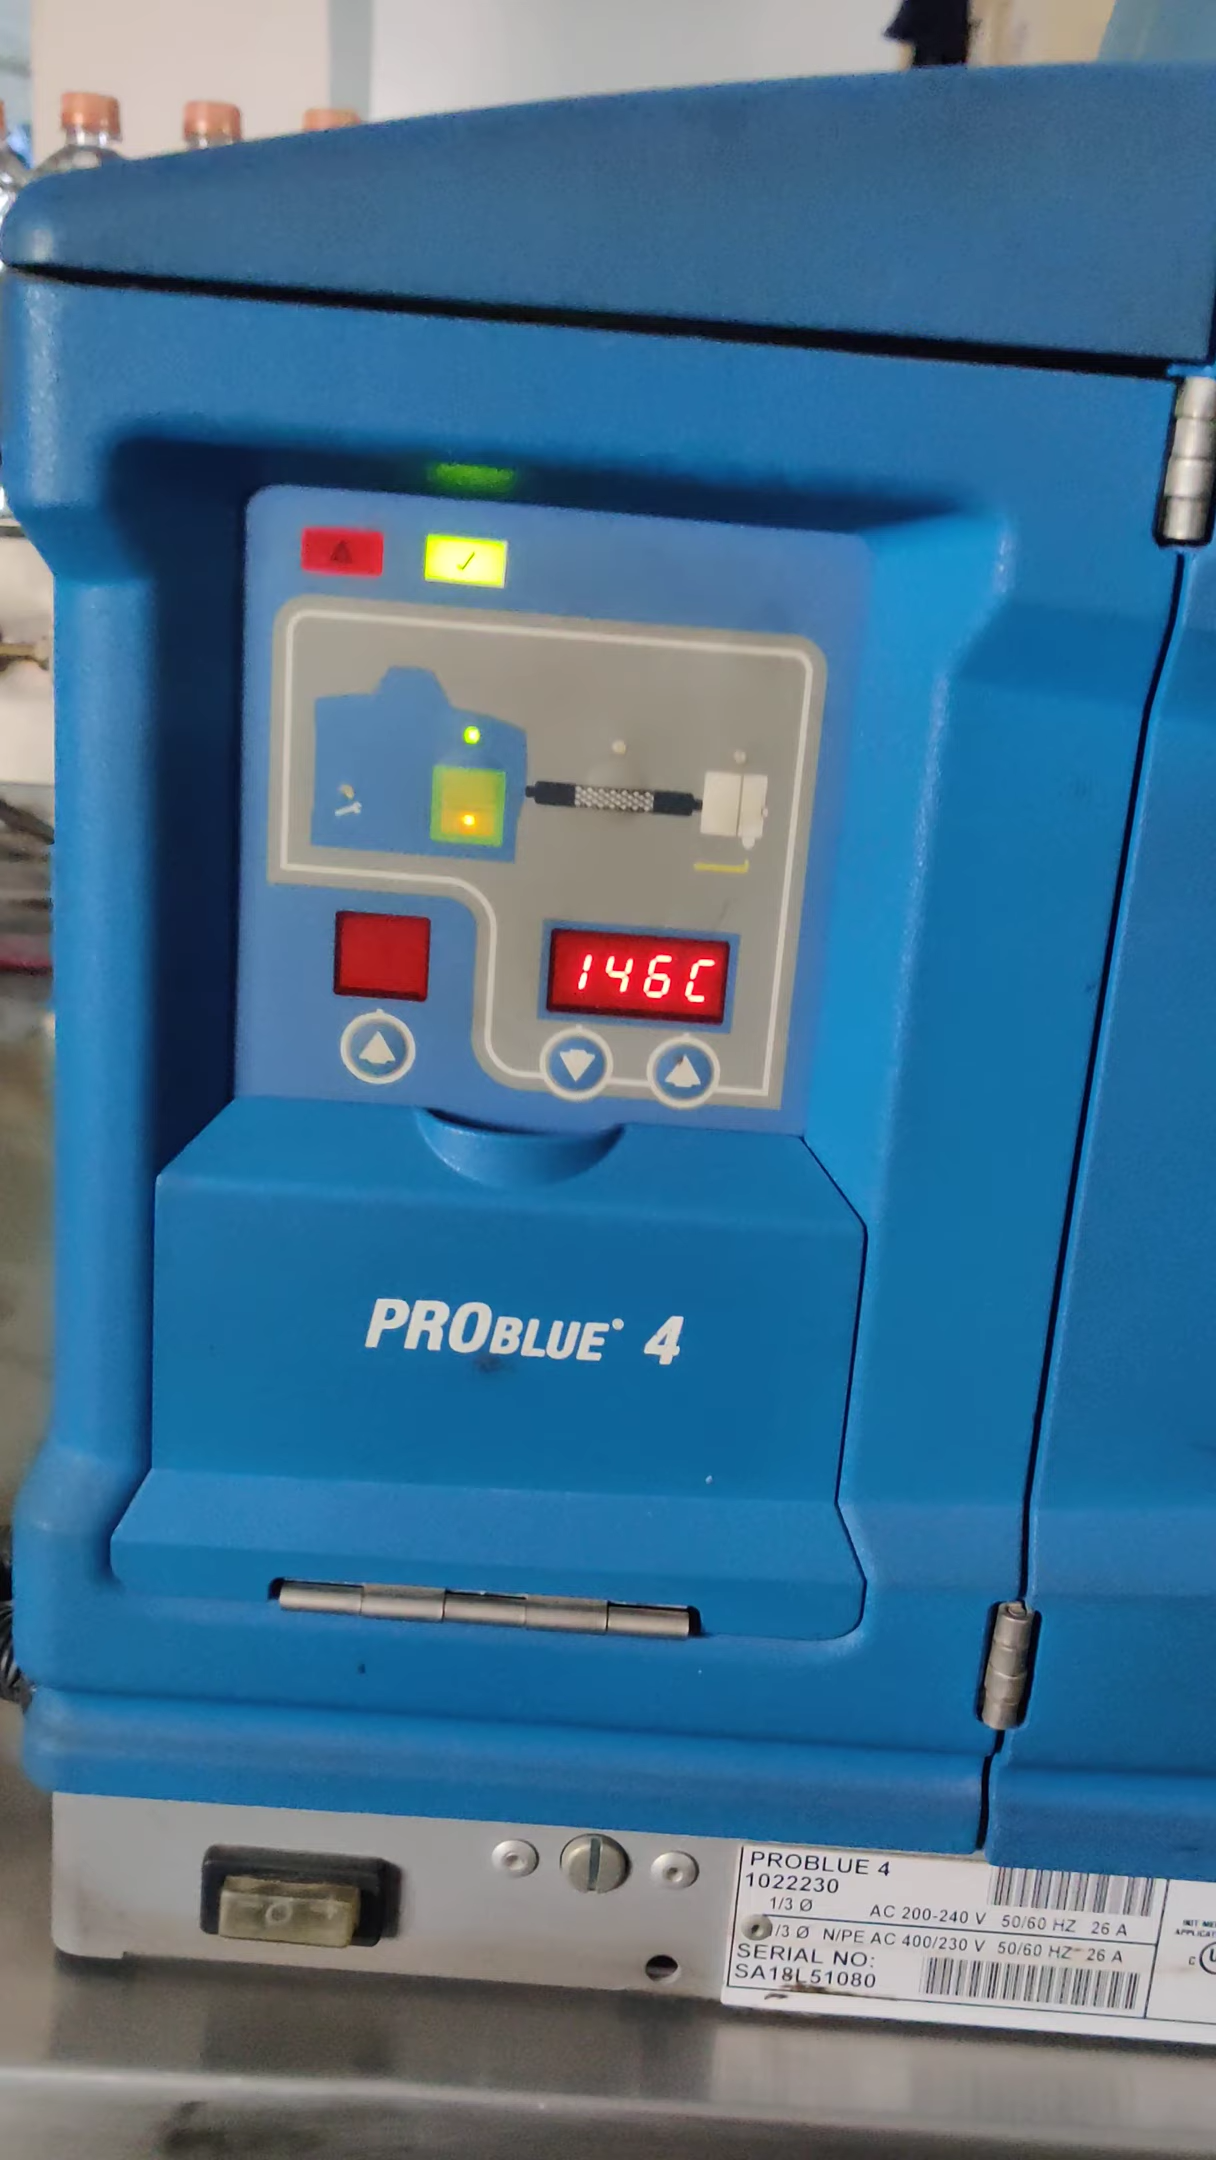 146C
PROBLUE® 4
PROBLUE 4
1022230
1/3 Ø AC 200-240 V 50/60 HZ 26 A
/3 Ø N/PE AC 400/230 V 50/60 HZ 26 A
SERIAL NO:
SA18L51080